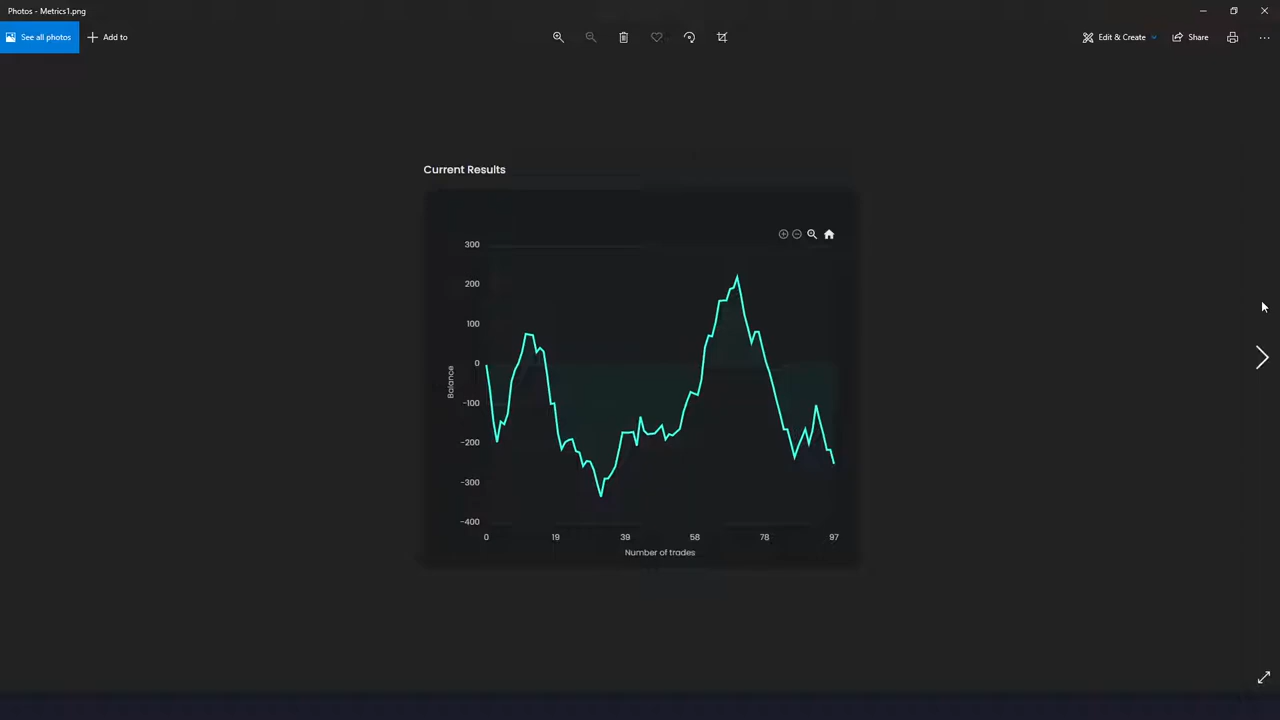 Photos - Metrics1.png
See all photos
Add to
Edit & Create
Share
Current Results
300
200
100
0
-100
-200
-300
-400
Balance
0 19 39 58 78 97
Number of trades